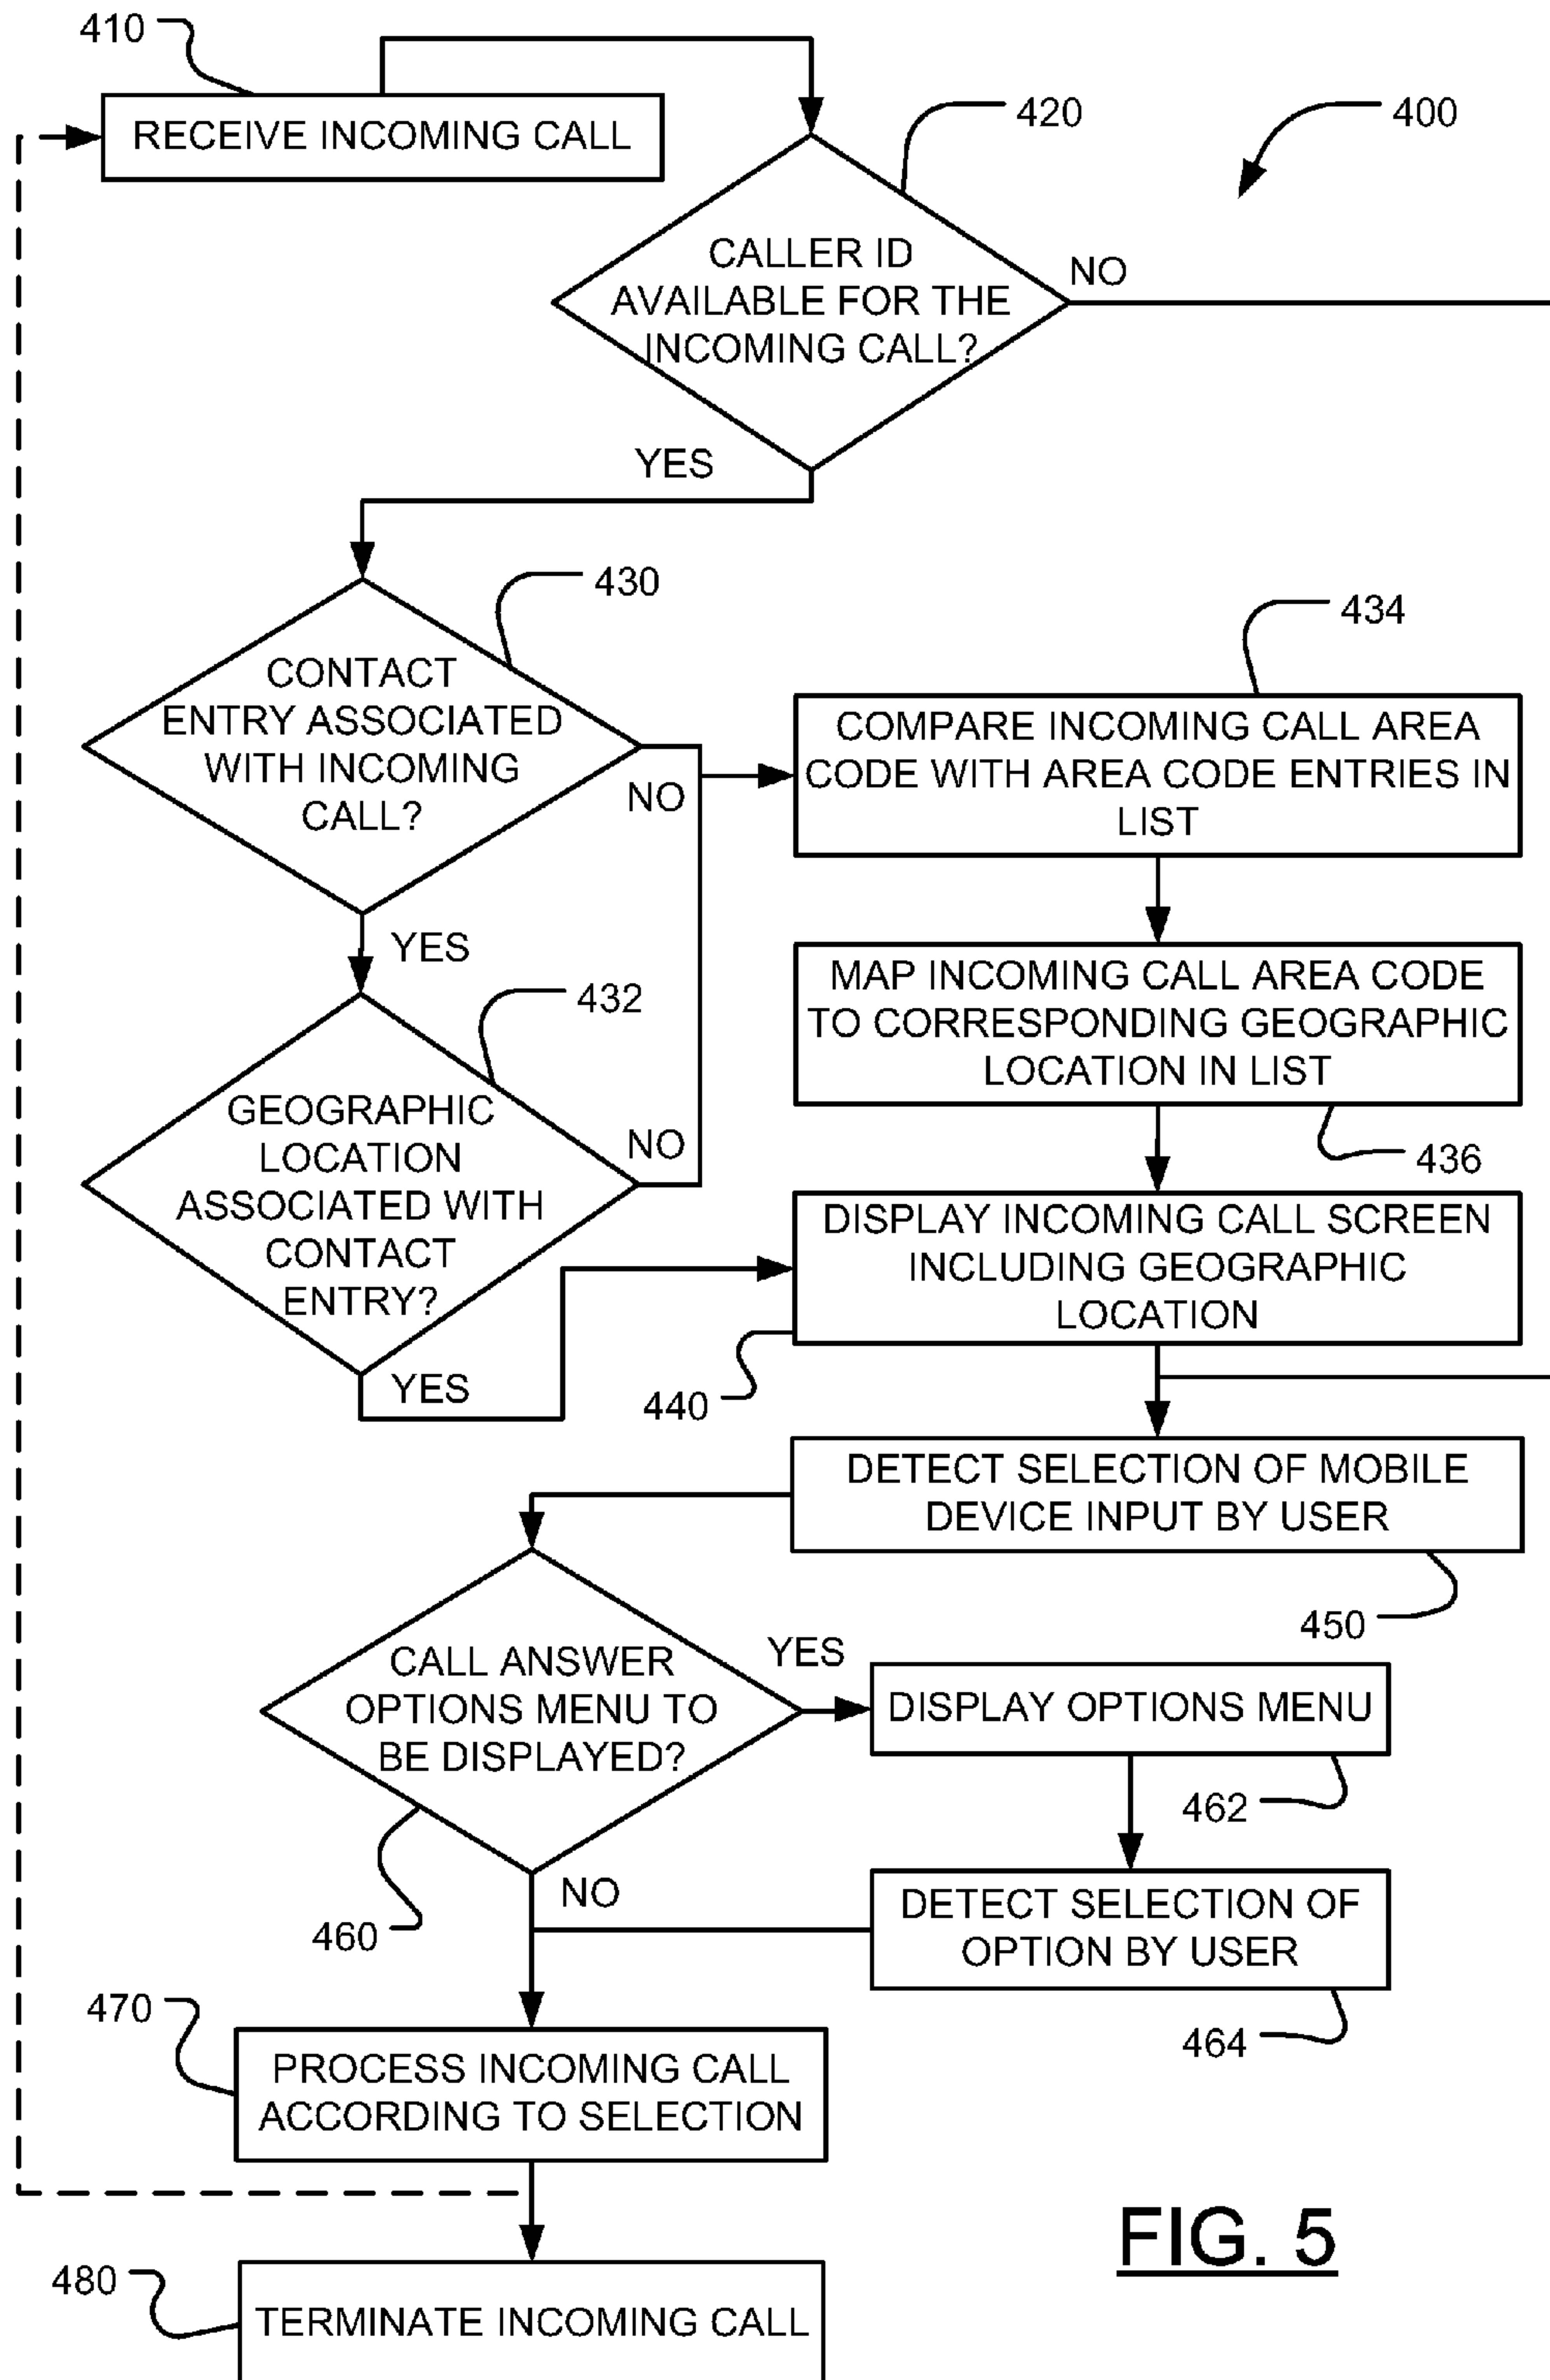 410
RECEIVE INCOMING CALL
420
400
CALLER ID
AVAILABLE FOR THE
INCOMING CALL?
NO
YES
430
CONTACT
ENTRY ASSOCIATED
WITH INCOMING
CALL?
NO
YES
434
COMPARE INCOMING CALL AREA
CODE WITH AREA CODE ENTRIES IN
LIST
MAP INCOMING CALL AREA CODE
TO CORRESPONDING GEOGRAPHIC
LOCATION IN LIST
436
432
GEOGRAPHIC
LOCATION
ASSOCIATED WITH
CONTACT
ENTRY?
NO
YES
DISPLAY INCOMING CALL SCREEN
INCLUDING GEOGRAPHIC
LOCATION
440
DETECT SELECTION OF MOBILE
DEVICE INPUT BY USER
450
CALL ANSWER
OPTIONS MENU TO
BE DISPLAYED?
YES
NO
460
DISPLAY OPTIONS MENU
462
DETECT SELECTION OF
OPTION BY USER
464
470
PROCESS INCOMING CALL
ACCORDING TO SELECTION
480
TERMINATE INCOMING CALL
FIG. 5